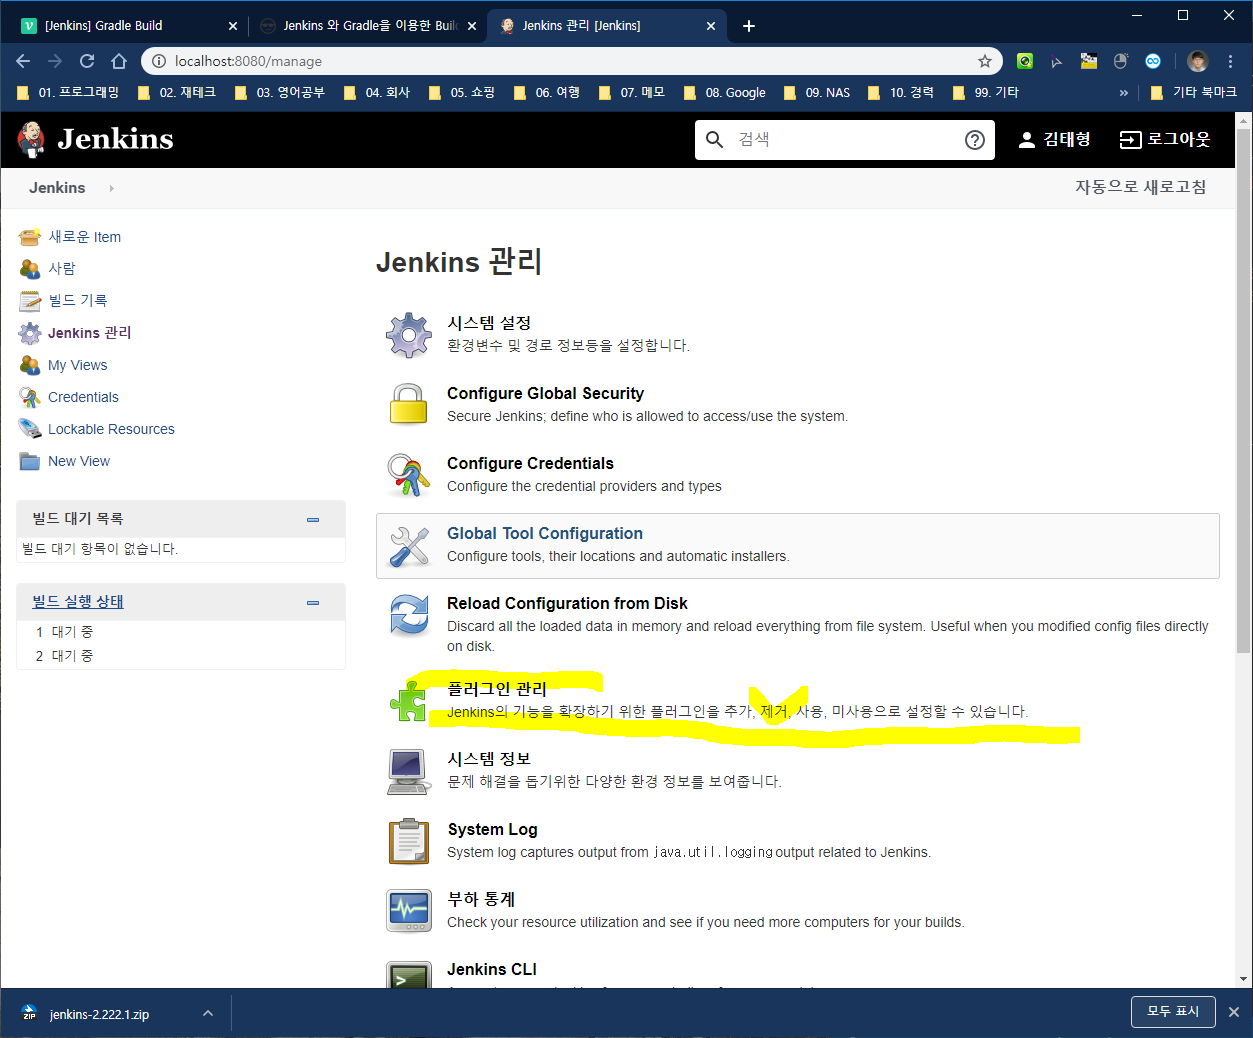 [Jenkins] Gradle Build
Jenkins 와 Gradle을 이용한 Build
Jenkins 관리 [Jenkins]
localhost:8080/manage
01. 프로그래밍
02. 재테크
03. 영어공부
04. 회사
05. 쇼핑
06. 여행
07. 메모
08. Google
09. NAS
10. 경력
99. 기타
»
기타 북마크
Jenkins
검색
김태형
로그아웃
Jenkins
자동으로 새로고침
새로운 Item
사람
빌드 기록
Jenkins 관리
My Views
Credentials
Lockable Resources
New View
빌드 대기 목록
빌드 대기 항목이 없습니다.
빌드 실행 상태
1 대기 중
2 대기 중
Jenkins 관리
시스템 설정
환경변수 및 경로 정보등을 설정합니다.
Configure Global Security
Secure Jenkins; define who is allowed to access/use the system.
Configure Credentials
Configure the credential providers and types
Global Tool Configuration
Configure tools, their locations and automatic installers.
Reload Configuration from Disk
Discard all the loaded data in memory and reload everything from file system. Useful when you modified config files directly
on disk.
플러그인 관리
Jenkins의 기능을 확장하기 위한 플러그인을 추가, 제거, 사용, 미사용으로 설정할 수 있습니다.
시스템 정보
문제 해결을 돕기위한 다양한 환경 정보를 보여줍니다.
System Log
System log captures output from java.util.logging output related to Jenkins.
부하 통계
Check your resource utilization and see if you need more computers for your builds.
Jenkins CLI
ZIP
jenkins-2.222.1.zip
모두 표시